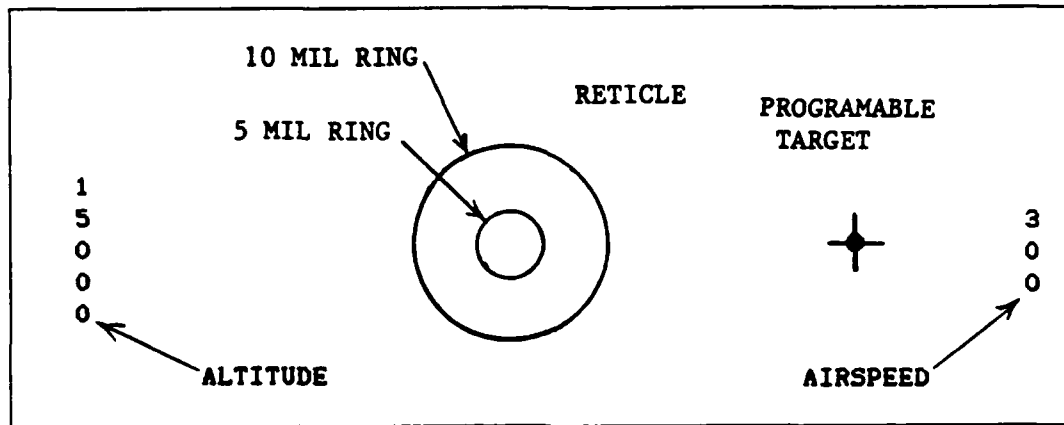 10 MIL RING
RETICLE
PROGRAMABLE
TARGET
5 MIL RING
1
5
0
0
0
3
0
0
ALTITUDE
AIRSPEED